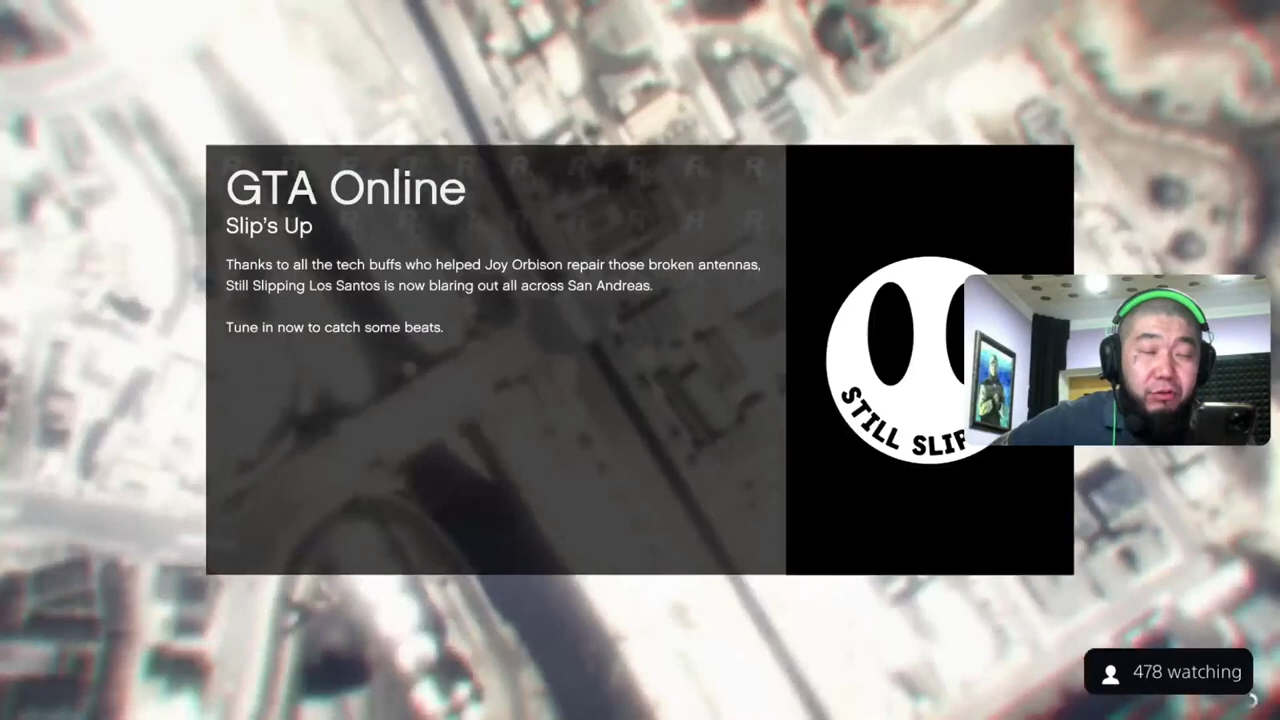 GTA Online
Slip's Up
Thanks to all the tech buffs who helped Joy Orbison repair those broken antennas,
Still Slipping Los Santos is now blaring out all across San Andreas.
Tune in now to catch some beats.
STILL SLIP
478 watching